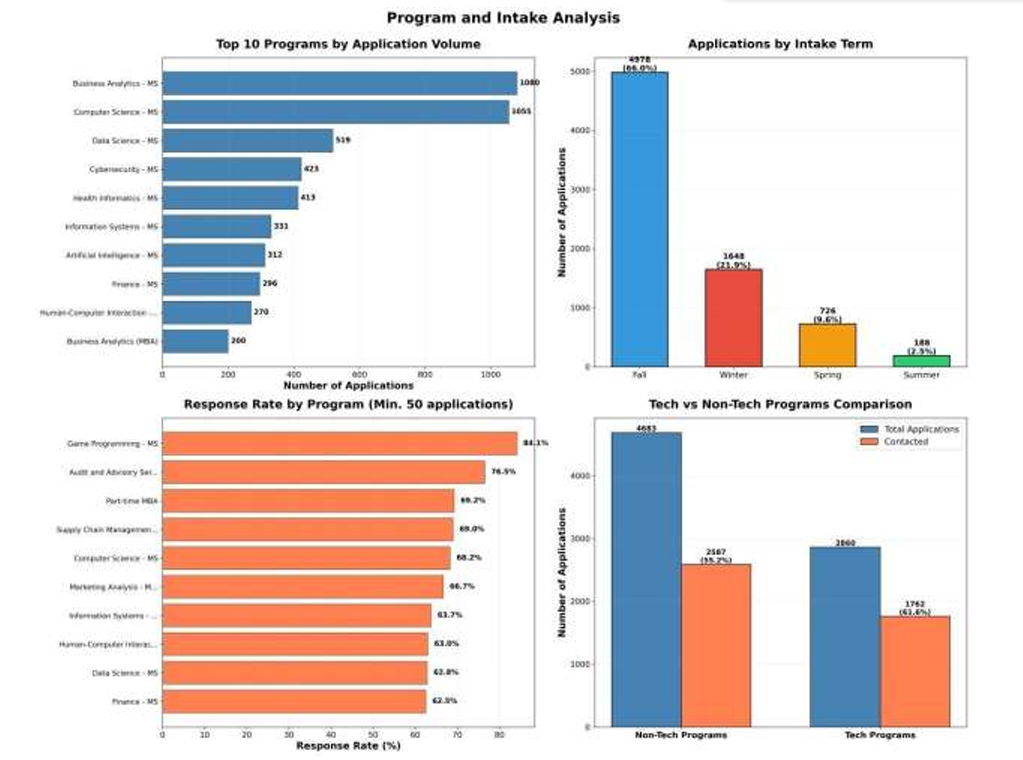 Program and Intake Analysis
Top 10 Programs by Application Volume
Business Analytics - MS
1080
Computer Science - MS
1055
Data Science - MS
519
Cybersecurity - MS
423
Health Informatics - MS
413
Information Systems - MS
331
Artificial Intelligence - MS
312
Finance - MS
296
Human-Computer Interaction -...
270
Business Analytics (MBA)
200
0 200 400 600 800 1000
Number of Applications
Applications by Intake Term
Number of Applications
5000
4000
3000
2000
1000
0
4978
(66.0%)
1648
(21.9%)
726
(9.6%)
188
(2.5%)
Fall Winter Spring Summer
Response Rate by Program (Min. 50 applications)
Game Programming - MS
84.1%
Audit and Advisory Ser...
76.5%
Part-time MBA
69.2%
Supply Chain Managemen...
69.0%
Computer Science - MS
68.2%
Marketing Analysis - M...
66.7%
Information Systems - ...
63.7%
Human-Computer Interac...
63.0%
Data Science - MS
62.8%
Finance - MS
62.5%
0 10 20 30 40 50 60 70 80
Response Rate (%)
Tech vs Non-Tech Programs Comparison
Total Applications
Contacted
Number of Applications
4000
3000
2000
1000
0
4683
2587
(55.2%)
2860
1762
(61.6%)
Non-Tech Programs Tech Programs